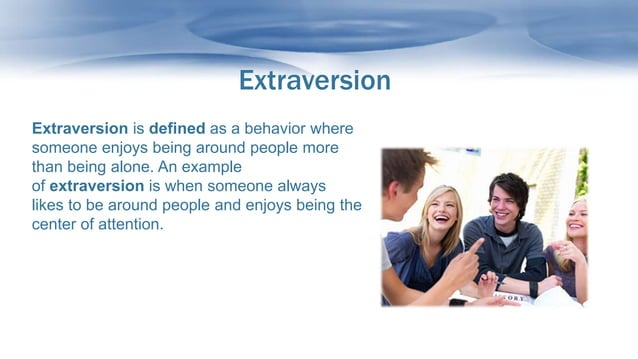 Extraversion
Extraversion is defined as a behavior where
someone enjoys being around people more
than being alone. An example
of extraversion is when someone always
likes to be around people and enjoys being the
center of attention.